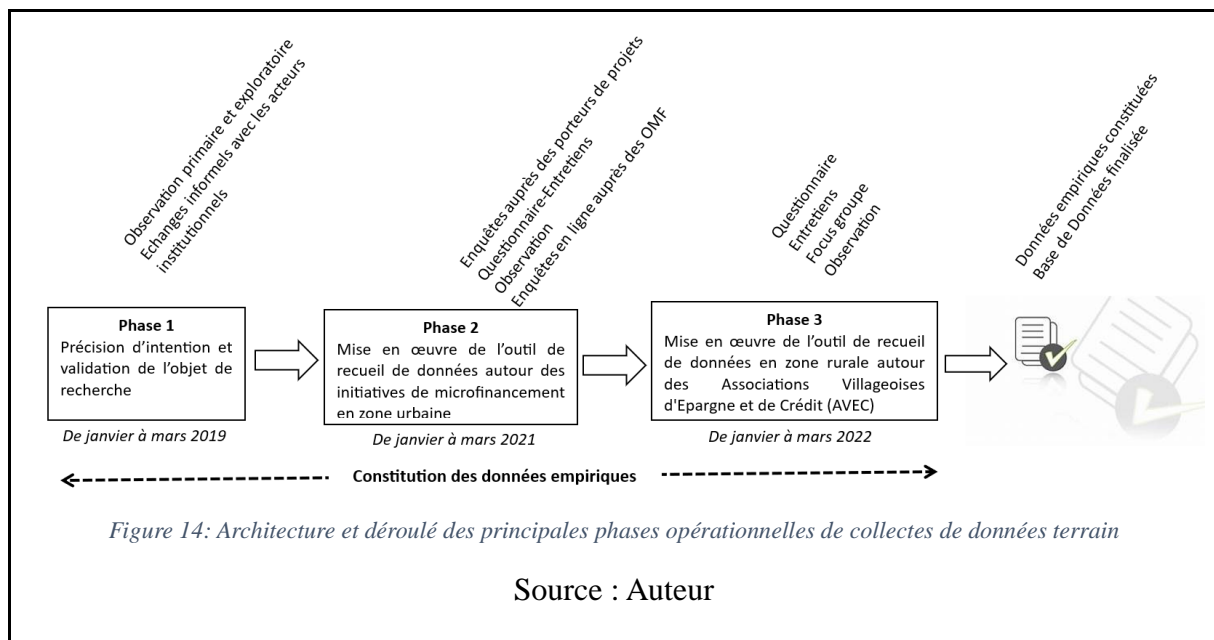 Observation primaire et exploratoire
Echanges informels avec les acteurs
institutionnels
Enquêtes auprès des porteurs de projets
Questionnaire-Entretiens
Observation
Enquêtes en ligne auprès des OMF
Questionnaire
Entretiens
Focus groupe
Observation
Données empiriques constituées
Base de Données finalisée
Phase 1
Précision d’intention et
validation de l’objet de
recherche
De janvier à mars 2019
Phase 2
Mise en œuvre de l’outil de
recueil de données autour des
initiatives de microfinancement
en zone urbaine
De janvier à mars 2021
Phase 3
Mise en œuvre de l’outil de recueil
de données en zone rurale autour
des Associations Villageoises
d'Epargne et de Crédit (AVEC)
De janvier à mars 2022
Constitution des données empiriques
Figure 14: Architecture et déroulé des principales phases opérationnelles de collectes de données terrain
Source : Auteur